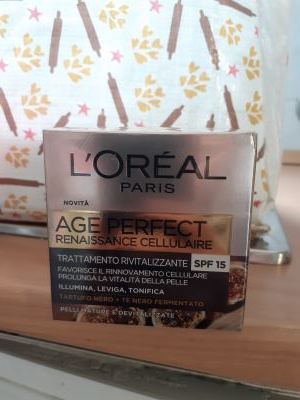 L'ORÉAL
PARIS
NOVITÀ
AGE PERFECT
RENAISSANCE CELLULAIRE
TRATTAMENTO RIVITALIZZANTE SPF 15
FAVORISCE IL RINNOVAMENTO CELLULARE
PROLUNGA LA VITALITÀ DELLA PELLE
ILLUMINA, LEVIGA, TONIFICA
TARTUFO NERO + TÈ NERO FERMENTATO
PELLI MATURE E DEVITALIZZATE